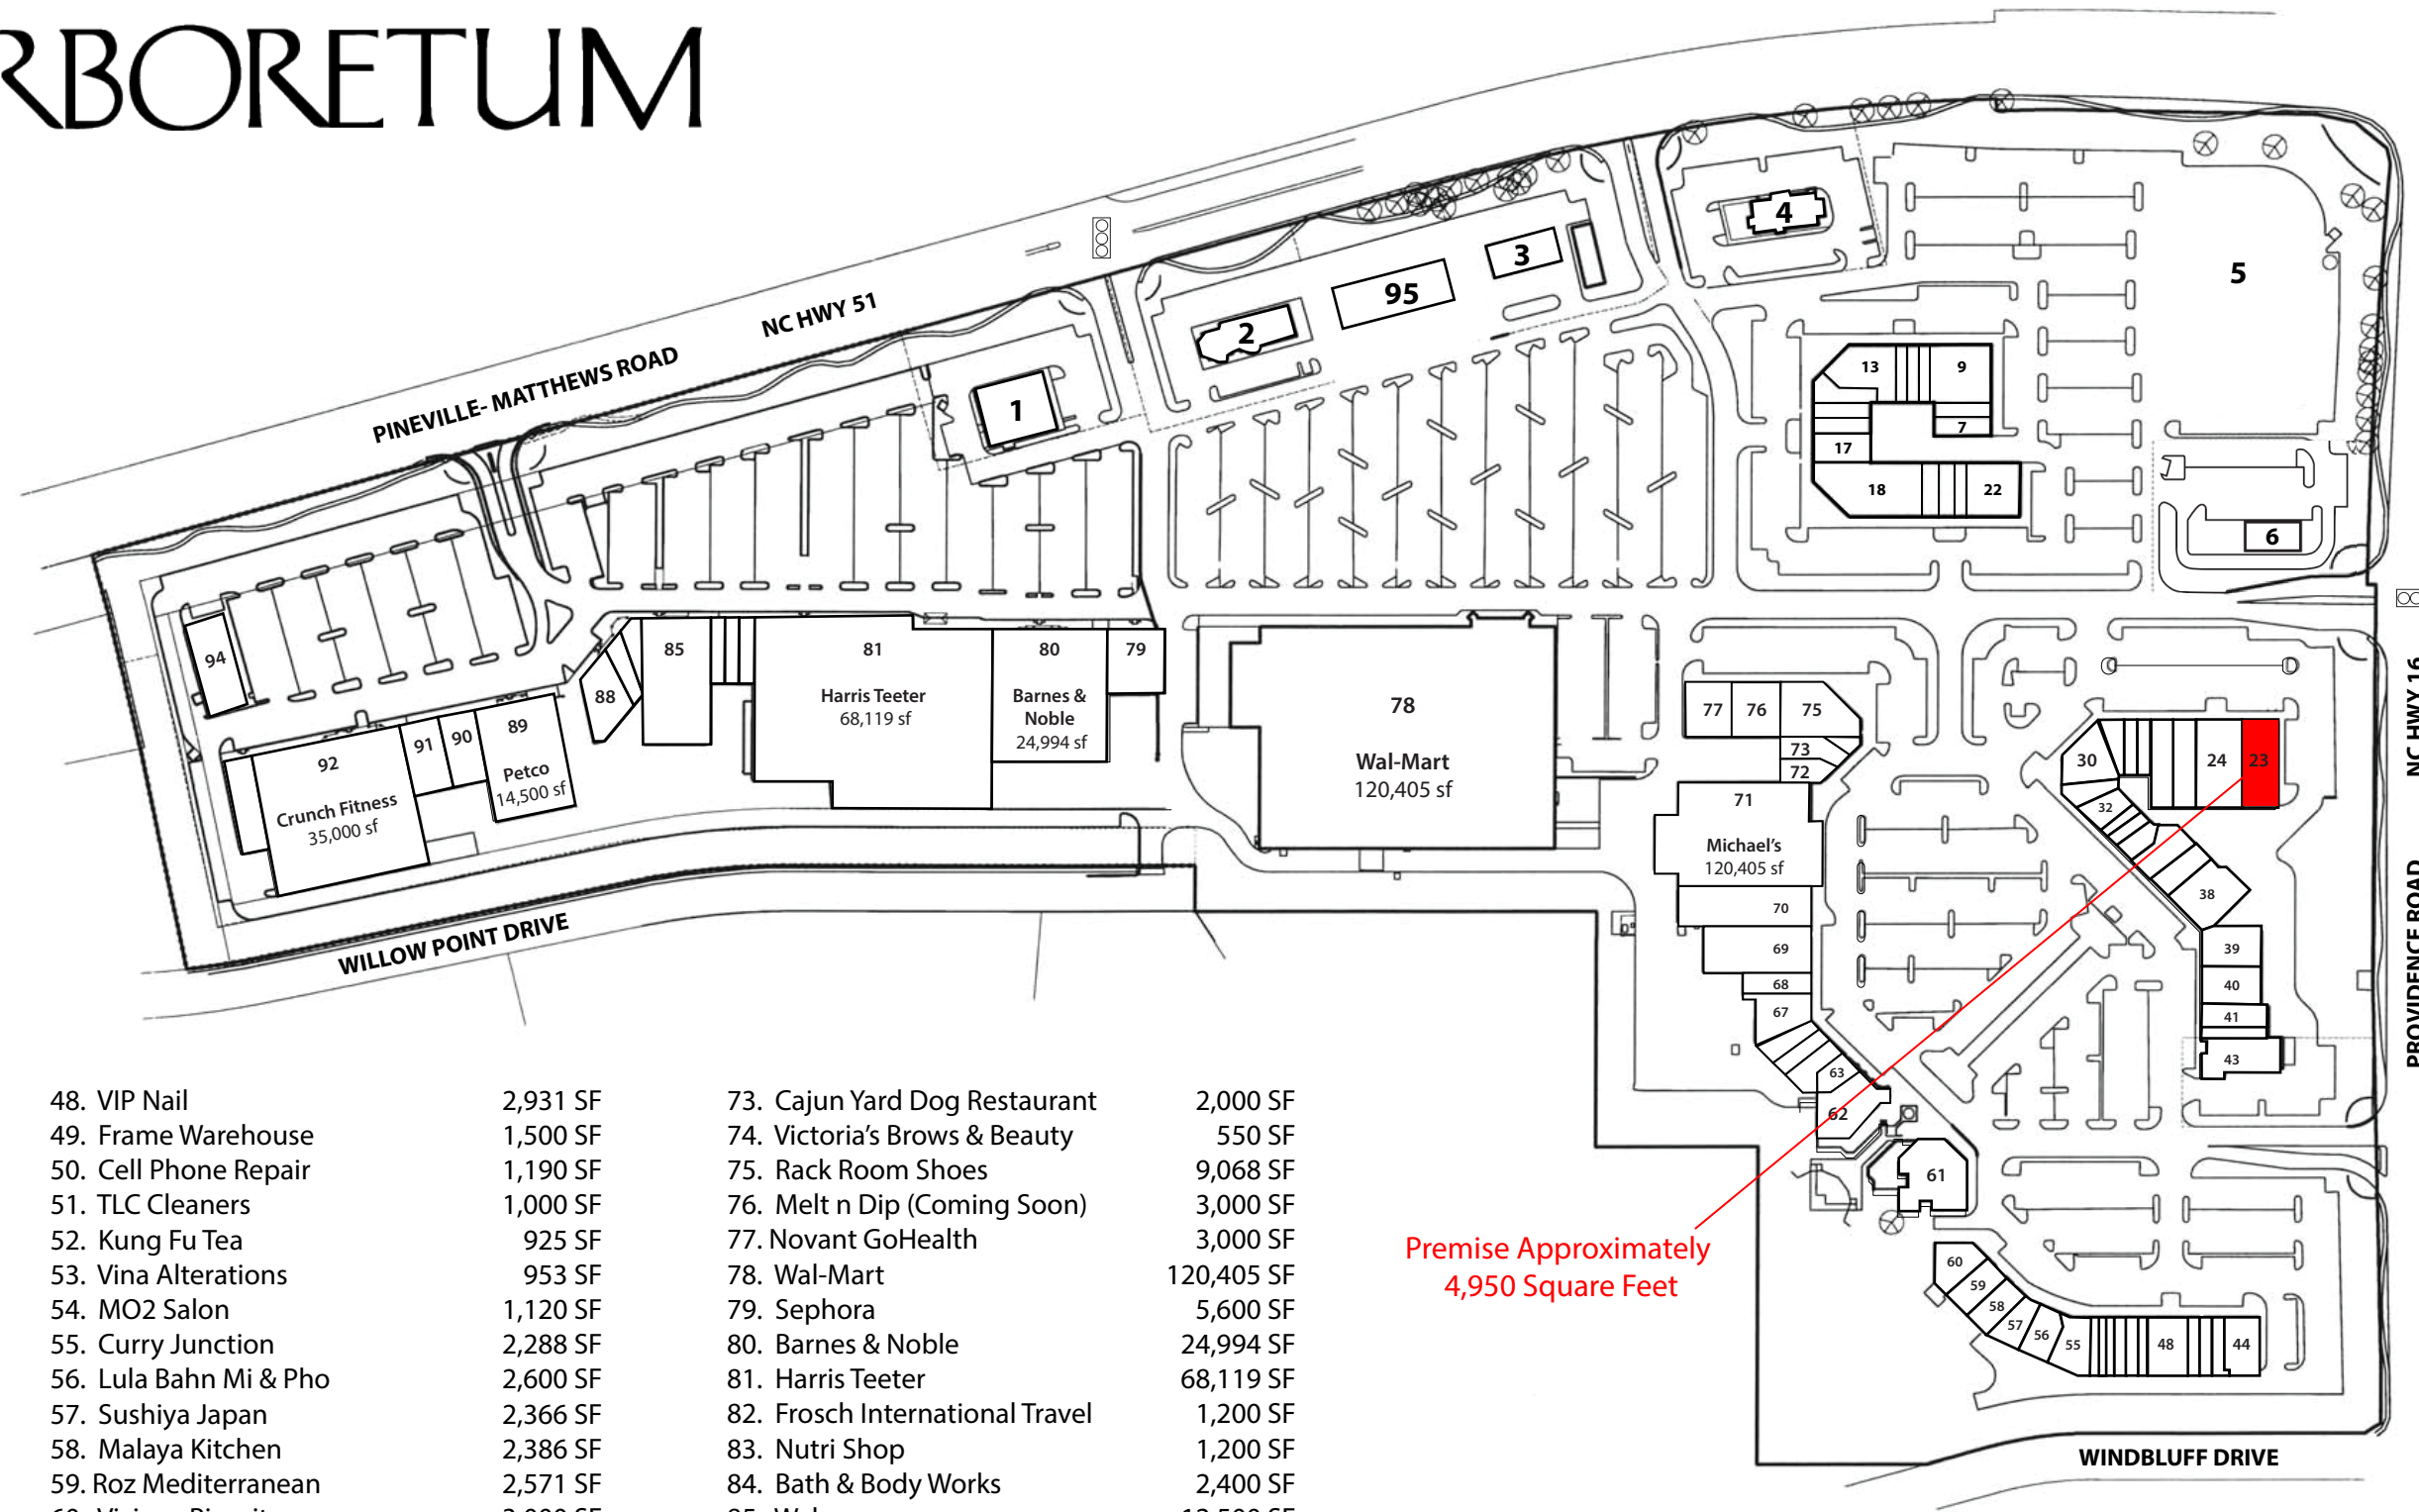 RBORETUM
NC HWY 51
PINEVILLE- MATTHEWS ROAD
1
2
95
3
4
5
6
13
9
7
17
18
22
94
88
85
81
Harris Teeter
68,119 sf
80
Barnes &
Noble
24,994 sf
79
78
Wal-Mart
120,405 sf
92
Crunch Fitness
35,000 sf
91
90
89
Petco
14,500 sf
77
76
75
73
72
71
Michael's
120,405 sf
70
69
68
67
63
62
61
30
24
23
32
38
39
40
41
43
60
59
58
57
56
55
48
44
NC HWY 16
PROVIDENCE ROAD
WILLOW POINT DRIVE
WINDBLUFF DRIVE
Premise Approximately
4,950 Square Feet
48. VIP Nail 2,931 SF
49. Frame Warehouse 1,500 SF
50. Cell Phone Repair 1,190 SF
51. TLC Cleaners 1,000 SF
52. Kung Fu Tea 925 SF
53. Vina Alterations 953 SF
54. MO2 Salon 1,120 SF
55. Curry Junction 2,288 SF
56. Lula Bahn Mi & Pho 2,600 SF
57. Sushiya Japan 2,366 SF
58. Malaya Kitchen 2,386 SF
59. Roz Mediterranean 2,571 SF
73. Cajun Yard Dog Restaurant 2,000 SF
74. Victoria's Brows & Beauty 550 SF
75. Rack Room Shoes 9,068 SF
76. Melt n Dip (Coming Soon) 3,000 SF
77. Novant GoHealth 3,000 SF
78. Wal-Mart 120,405 SF
79. Sephora 5,600 SF
80. Barnes & Noble 24,994 SF
81. Harris Teeter 68,119 SF
82. Frosch International Travel 1,200 SF
83. Nutri Shop 1,200 SF
84. Bath & Body Works 2,400 SF